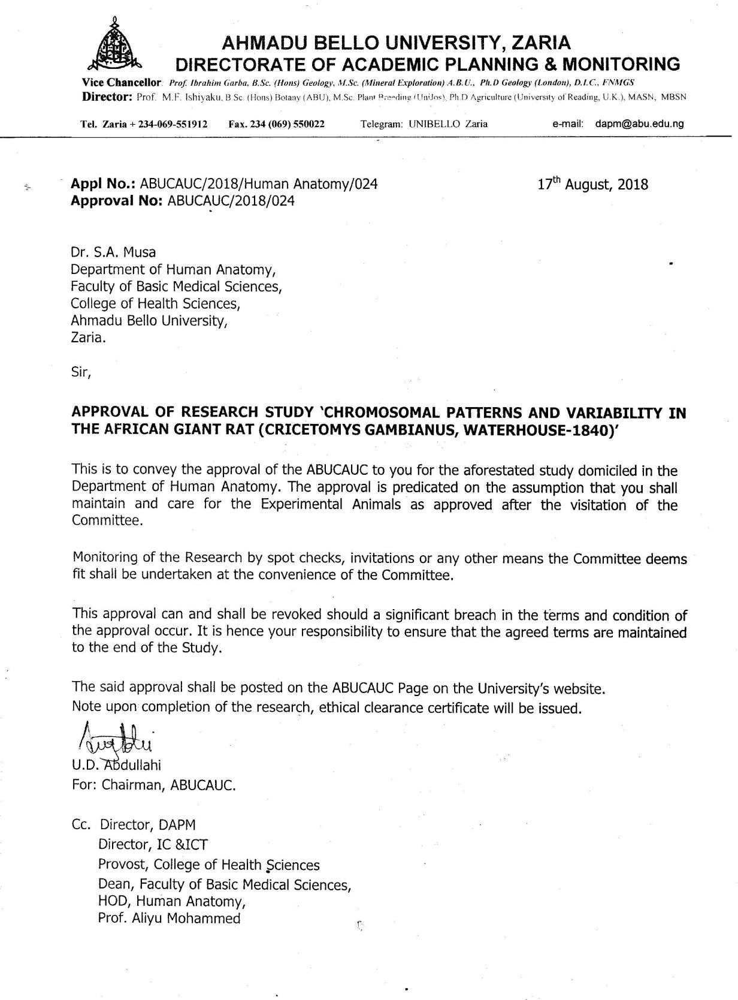 AHMADU BELLO UNIVERSITY, ZARIA
DIRECTORATE OF ACADEMIC PLANNING & MONITORING
Vice Chancellor: Prof. Ibrahim Garba, B.Sc. (Hons) Geology, M.Sc. (Mineral Exploration) A.B.U., Ph.D Geology (London), D.I.C., FNMGS
Director: Prof. M.F. Ishiyaku, B Sc. (Hons) Botany (ABU), M.Sc. Plant Breeding (UniJos), Ph.D Agriculture (University of Reading, U.K.), MASN, MBSN
Tel. Zaria + 234-069-551912 Fax. 234 (069) 550022 Telegram: UNIBELLO Zaria e-mail: dapm@abu.edu.ng
Appl No.: ABUCAUC/2018/Human Anatomy/024 17th August, 2018
Approval No: ABUCAUC/2018/024
Dr. S.A. Musa
Department of Human Anatomy,
Faculty of Basic Medical Sciences,
College of Health Sciences,
Ahmadu Bello University,
Zaria.
Sir,
APPROVAL OF RESEARCH STUDY 'CHROMOSOMAL PATTERNS AND VARIABILITY IN
THE AFRICAN GIANT RAT (CRICETOMYS GAMBIANUS, WATERHOUSE-1840)'
This is to convey the approval of the ABUCAUC to you for the aforestated study domiciled in the
Department of Human Anatomy. The approval is predicated on the assumption that you shall
maintain and care for the Experimental Animals as approved after the visitation of the
Committee.
Monitoring of the Research by spot checks, invitations or any other means the Committee deems
fit shall be undertaken at the convenience of the Committee.
This approval can and shall be revoked should a significant breach in the terms and condition of
the approval occur. It is hence your responsibility to ensure that the agreed terms are maintained
to the end of the Study.
The said approval shall be posted on the ABUCAUC Page on the University's website.
Note upon completion of the research, ethical clearance certificate will be issued.
U.D. Abdullahi
For: Chairman, ABUCAUC.
Cc. Director, DAPM
Director, IC &ICT
Provost, College of Health Sciences
Dean, Faculty of Basic Medical Sciences,
HOD, Human Anatomy,
Prof. Aliyu Mohammed